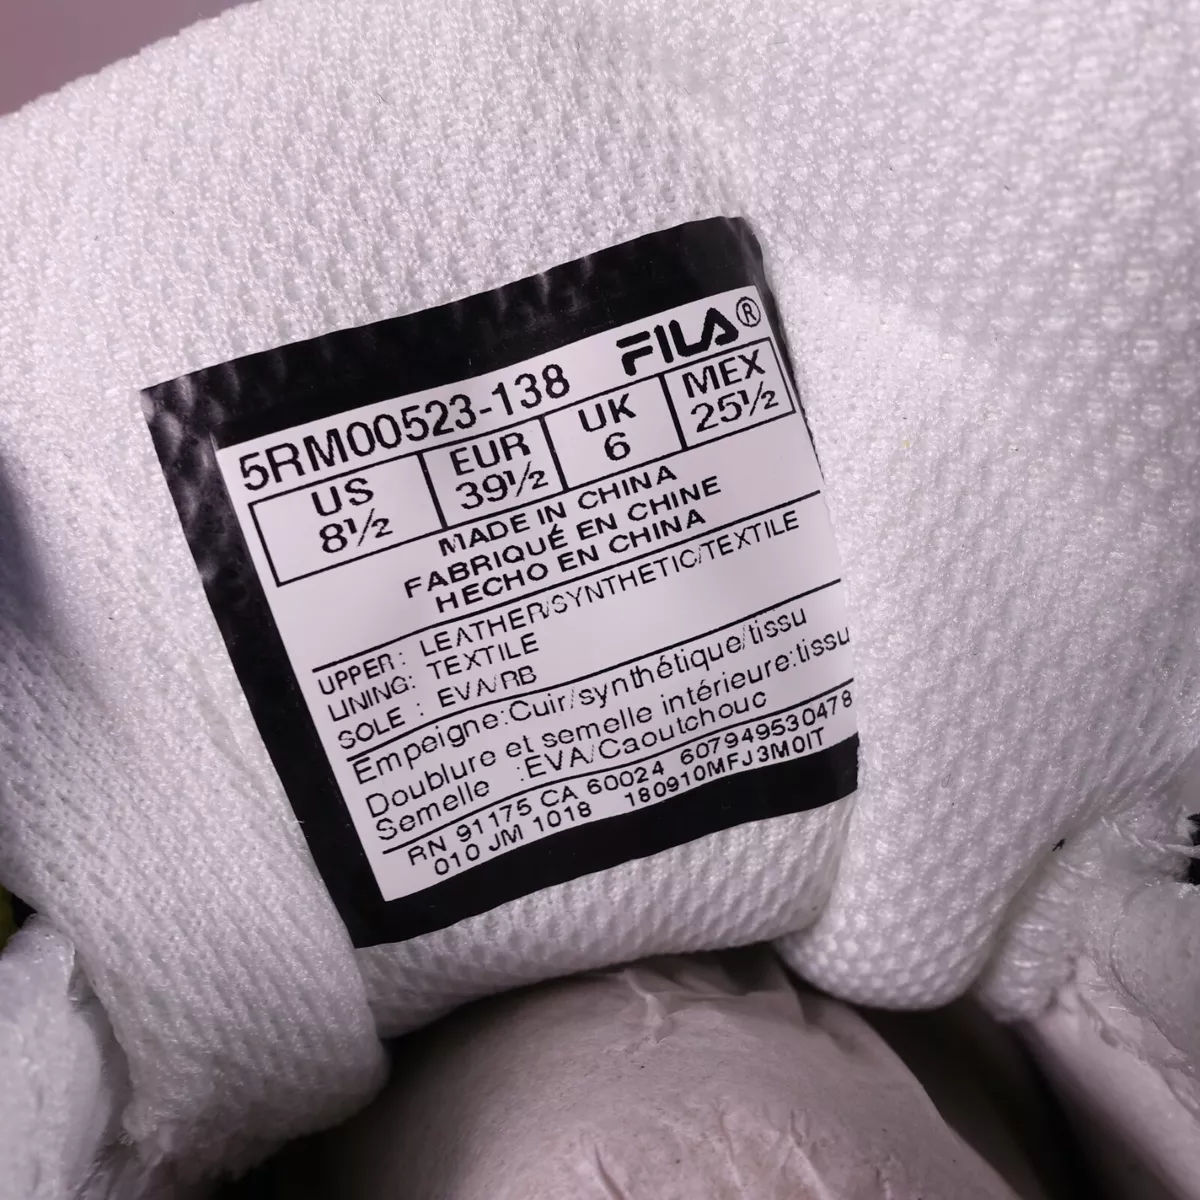 FILA®
5RM00523-138
US EUR UK MEX
8½ 39½ 6 25½
MADE IN CHINA
FABRIQUÉ EN CHINE
HECHO EN CHINA
UPPER: LEATHER/SYNTHETIC/TEXTILE
LINING: TEXTILE
SOLE : EVA/RB
Empeigne:Cuir/synthétique/tissu
Doublure et semelle intérieure:tissu
Semelle :EVA/Caoutchouc
RN 91175 CA 60024 607949530478
010 JM 1018 180910MFJ3M0IT